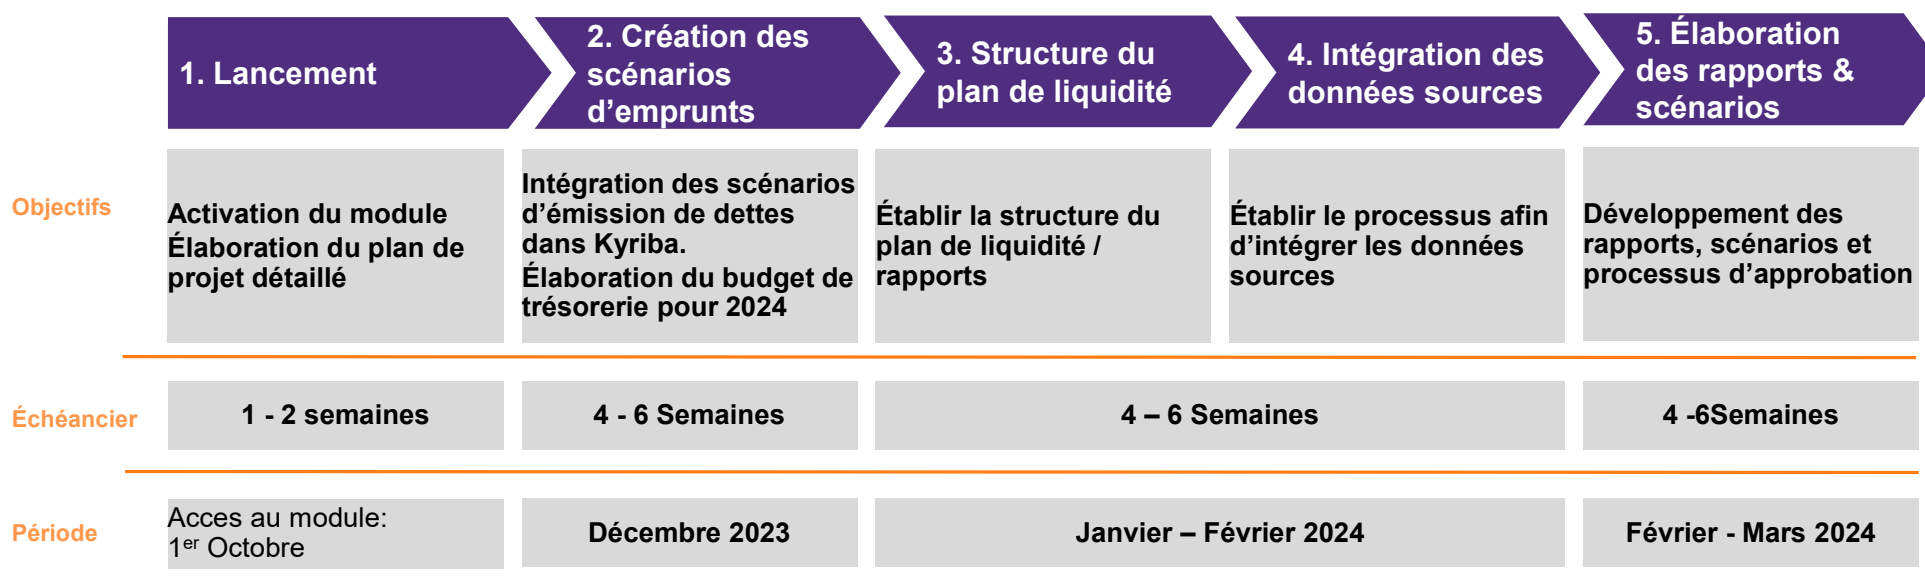 1. Lancement
2. Création des
scénarios
d’emprunts
3. Structure du
plan de liquidité
4. Intégration des
données sources
5. Élaboration
des rapports &
scénarios
Objectifs
Activation du module
Élaboration du plan de
projet détaillé
Intégration des scénarios
d’émission de dettes
dans Kyriba.
Élaboration du budget de
trésorerie pour 2024
Établir la structure du
plan de liquidité /
rapports
Établir le processus afin
d’intégrer les données
sources
Développement des
rapports, scénarios et
processus d’approbation
Échéancier
1 - 2 semaines
4 - 6 Semaines
4 – 6 Semaines
4 -6Semaines
Période
Acces au module:
1er Octobre
Décembre 2023
Janvier – Février 2024
Février - Mars 2024